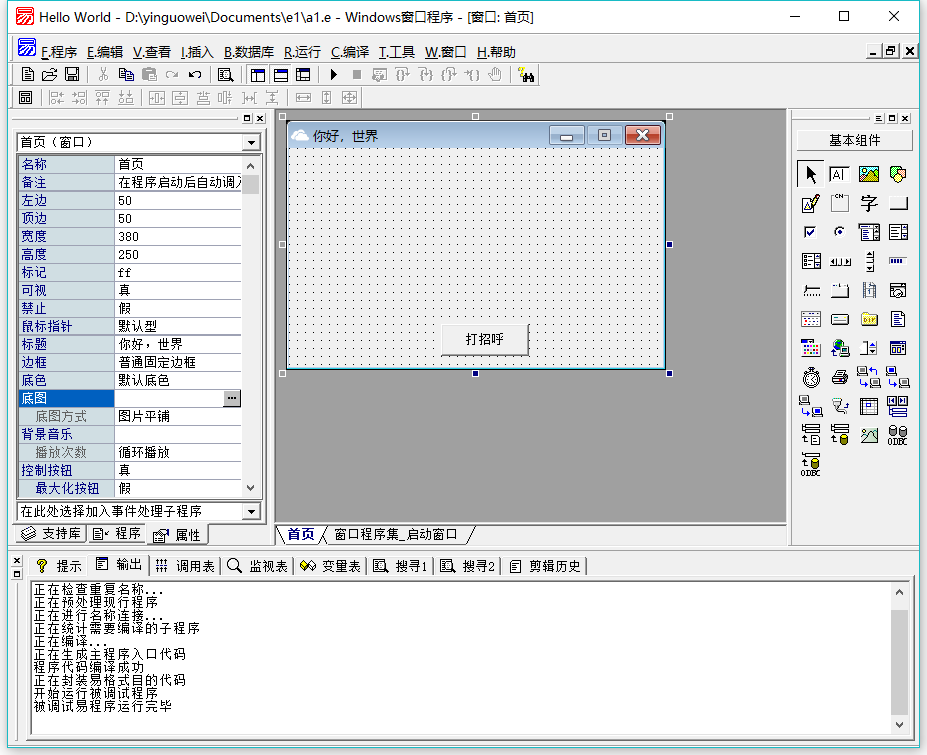 Hello World - D:\yinguowei\Documents\e1\a1.e - Windows窗口程序 - [窗口: 首页]
F.程序 E.编辑 V.查看 I.插入 B.数据库 R.运行 C.编译 T.工具 W.窗口 H.帮助
首页（窗口）
名称 首页
备注 在程序启动后自动调入
左边 50
顶边 50
宽度 380
高度 250
标记 ff
可视 真
禁止 假
鼠标指针 默认型
标题 你好，世界
边框 普通固定边框
底色 默认底色
底图 ...
底图方式 图片平铺
背景音乐
播放次数 循环播放
控制按钮 真
最大化按钮 假
在此处选择加入事件处理子程序
支持库 程序 属性
你好，世界
打招呼
首页 窗口程序集_启动窗口
基本组件
AI
CN
字
DIR
ODBC
ODBC
提示 输出 调用表 监视表 变量表 搜寻1 搜寻2 剪辑历史
正在检查重复名称...
正在预处理现行程序
正在进行名称连接...
正在统计需要编译的子程序
正在编译...
正在生成主程序入口代码
程序代码编译成功
正在封装易格式目的代码
开始运行被调试程序
被调试易程序运行完毕